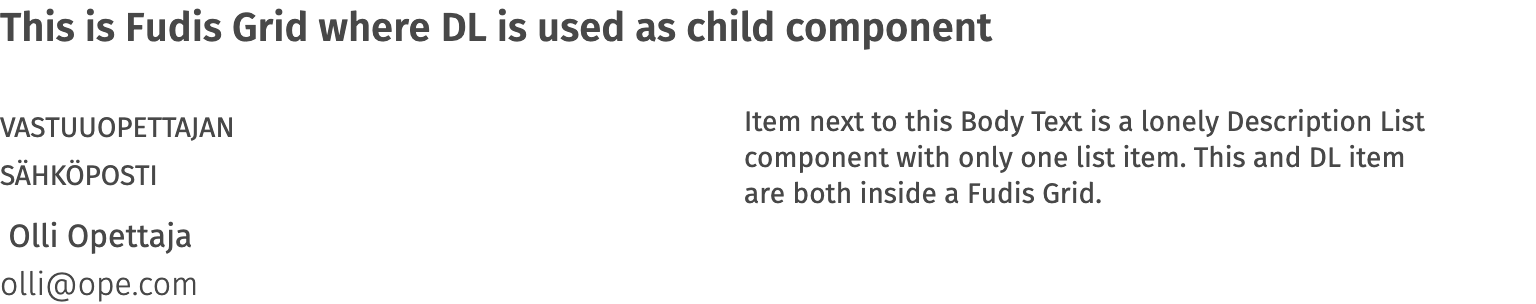 This is Fudis Grid where DL is used as child component
VASTUUOPETTAJAN
SÄHKÖPOSTI
Olli Opettaja
olli@ope.com
Item next to this Body Text is a lonely Description List
component with only one list item. This and DL item
are both inside a Fudis Grid.